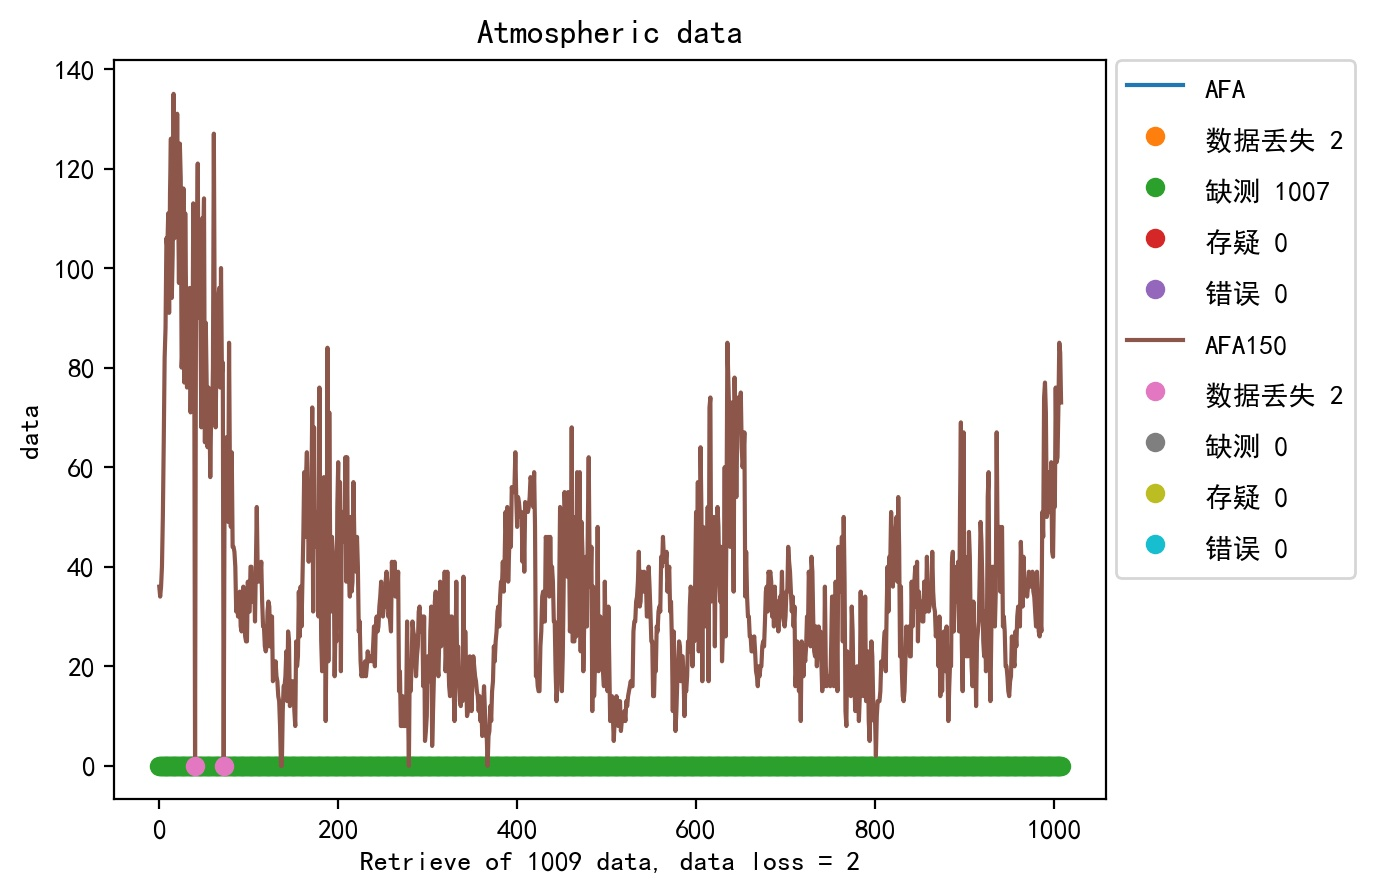 Atmospheric data
140
120
100
80
60
40
20
0
data
0 200 400 600 800 1000
Retrieve of 1009 data, data loss = 2
AFA
数据丢失 2
缺测 1007
存疑 0
错误 0
AFA150
数据丢失 2
缺测 0
存疑 0
错误 0